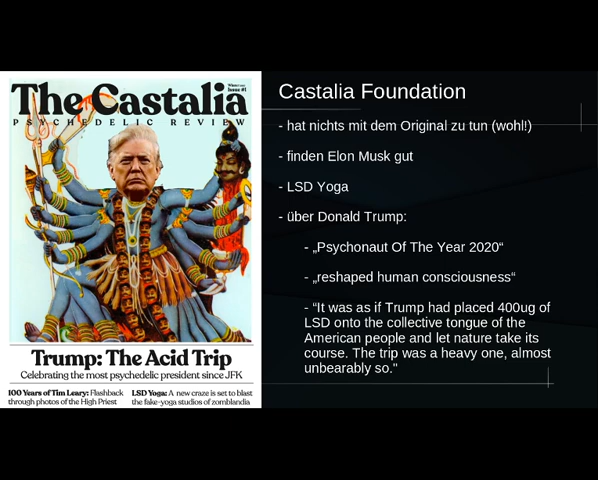 The Castalia
Winter 2020
Issue #1
PSYCHEDELIC REVIEW
Trump: The Acid Trip
Celebrating the most psychedelic president since JFK
100 Years of Tim Leary: Flashback
through photos of the High Priest
LSD Yoga: A new craze is set to blast
the fake-yoga studios of zomblandia
Castalia Foundation
- hat nichts mit dem Original zu tun (wohl!)
- finden Elon Musk gut
- LSD Yoga
- über Donald Trump:
- „Psychonaut Of The Year 2020“
- „reshaped human consciousness“
- “It was as if Trump had placed 400ug of
LSD onto the collective tongue of the
American people and let nature take its
course. The trip was a heavy one, almost
unbearably so."